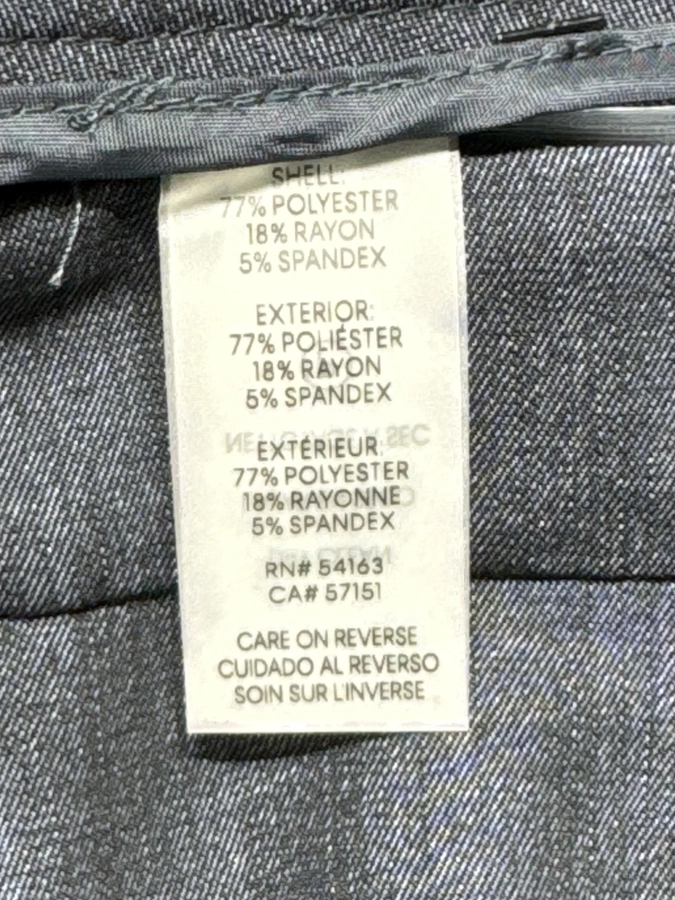 SHELL:
77% POLYESTER
18% RAYON
5% SPANDEX
EXTERIOR:
77% POLIÉSTER
18% RAYON
5% SPANDEX
EXTÉRIEUR:
77% POLYESTER
18% RAYONNE
5% SPANDEX
RN# 54163
CA# 57151
CARE ON REVERSE
CUIDADO AL REVERSO
SOIN SUR L'INVERSE